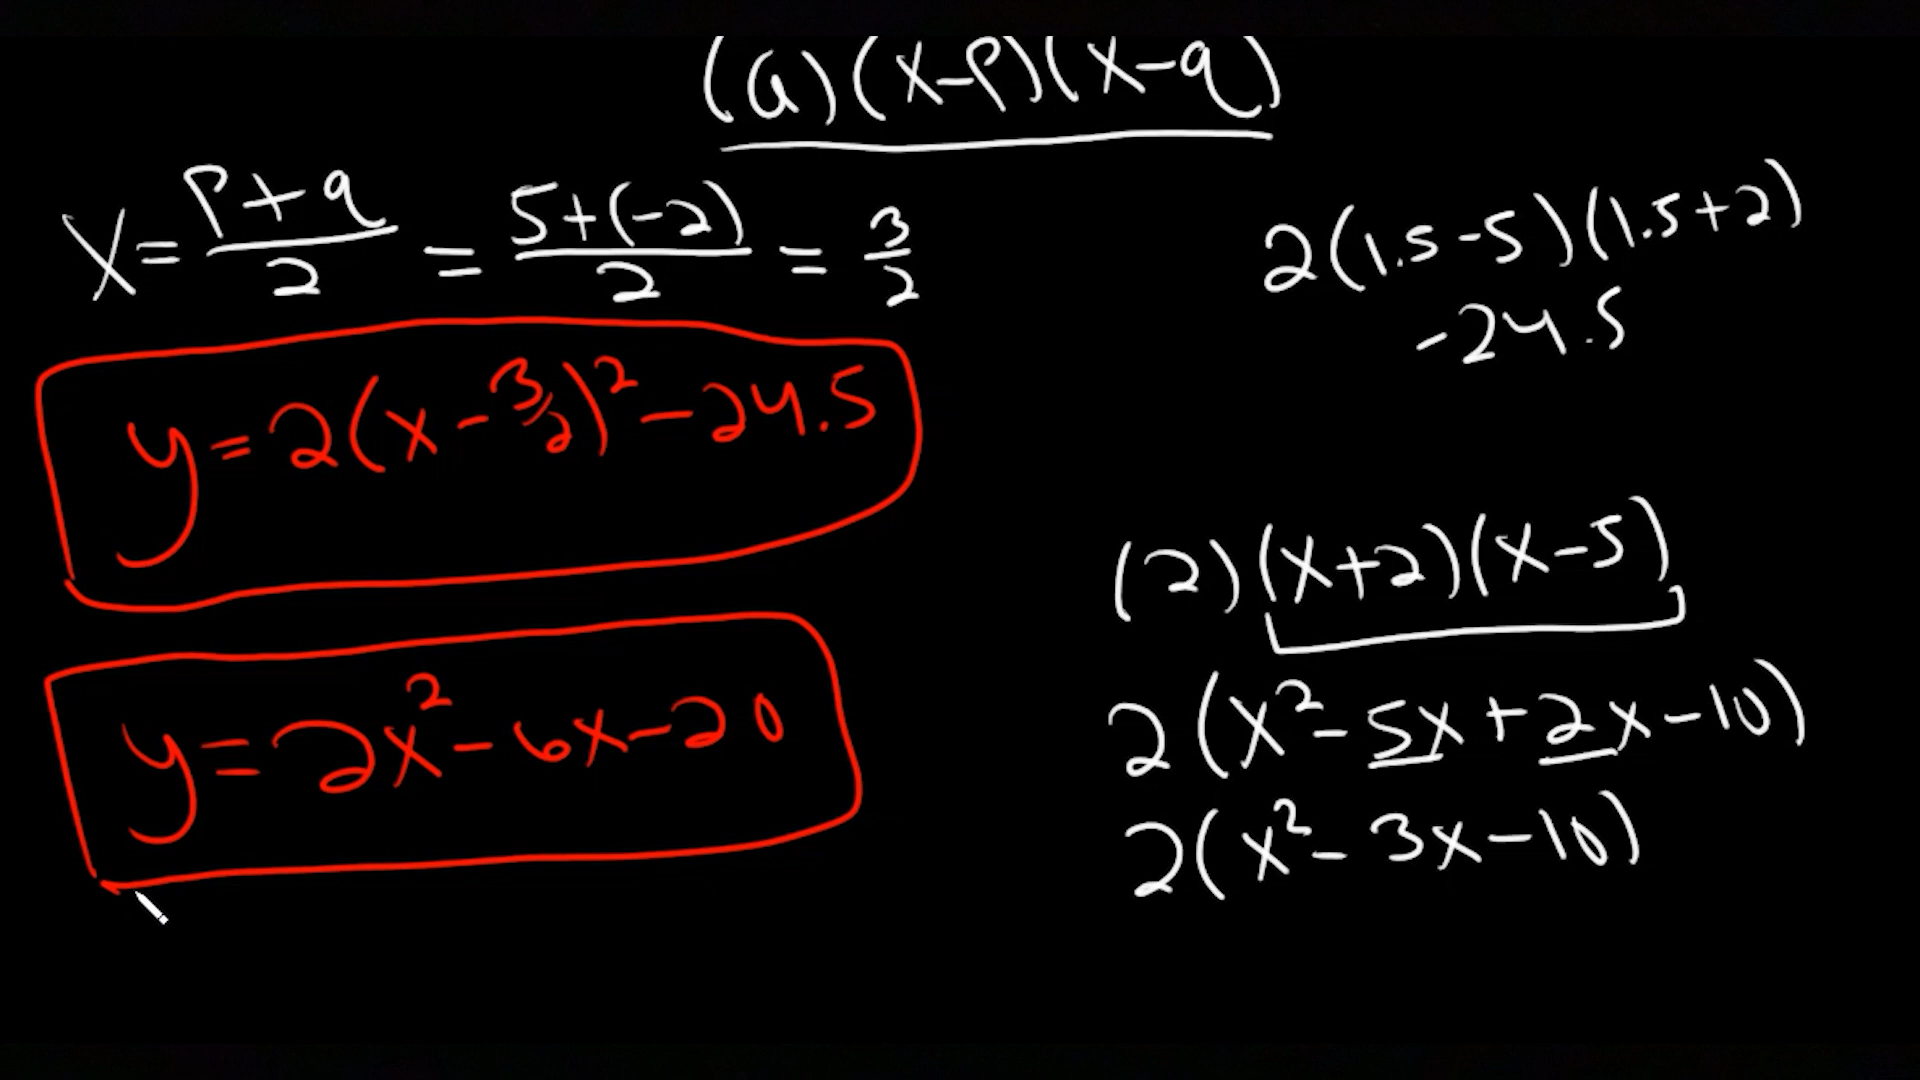 (a)(x-p)(x-q)
x = p+q/2 = 5+(-2)/2 = 3/2
2(1.5-5)(1.5+2)
-24.5
y = 2(x - 3/2)² - 24.5
(2)(x+2)(x-5)
y = 2x² - 6x - 20
2(x² - 5x + 2x - 10)
2(x² - 3x - 10)